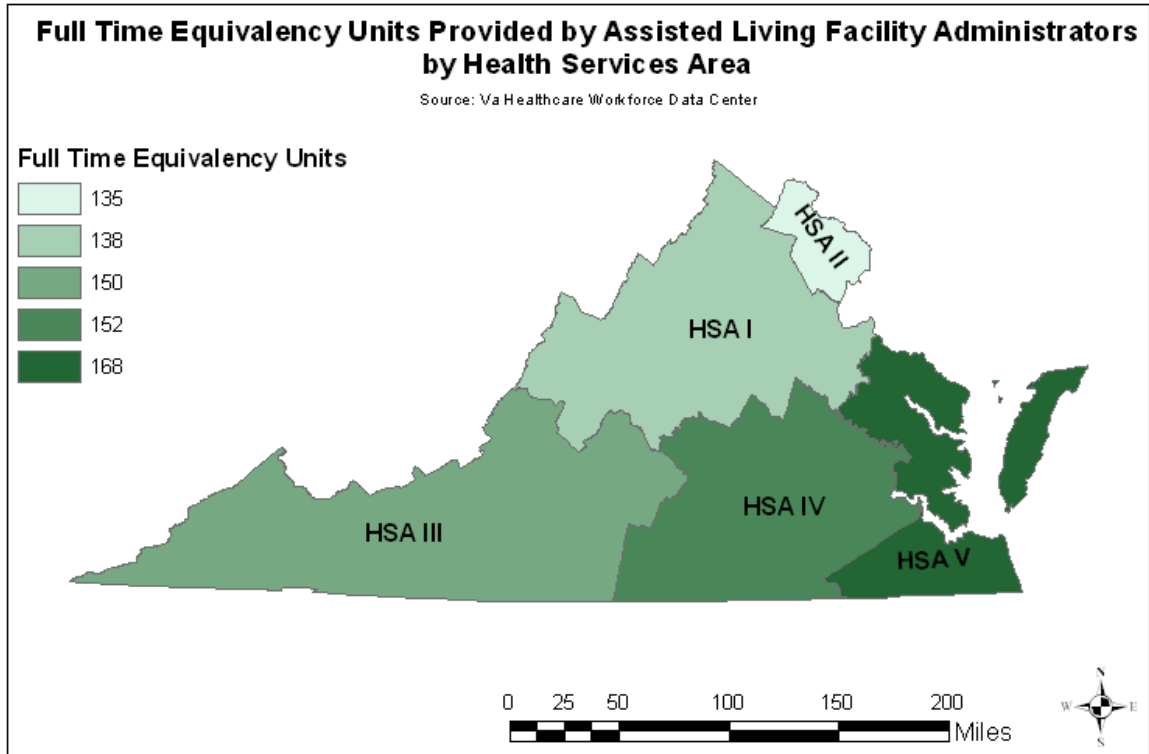 Full Time Equivalency Units Provided by Assisted Living Facility Administrators
by Health Services Area
Source: Va Healthcare Workforce Data Center
Full Time Equivalency Units
135
138
150
152
168
HSA II
HSA I
HSA III
HSA IV
HSA V
0 25 50 100 150 200
Miles
N
W E
S